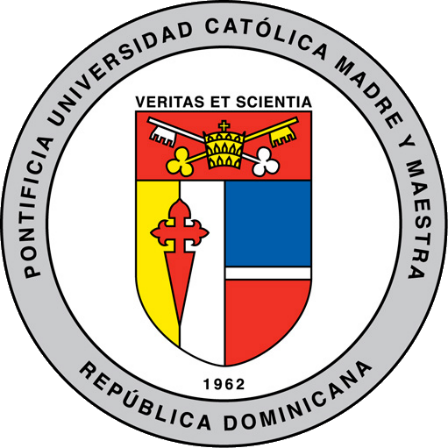 PONTIFICIA UNIVERSIDAD CATÓLICA MADRE Y MAESTRA
VERITAS ET SCIENTIA
1962
REPÚBLICA DOMINICANA